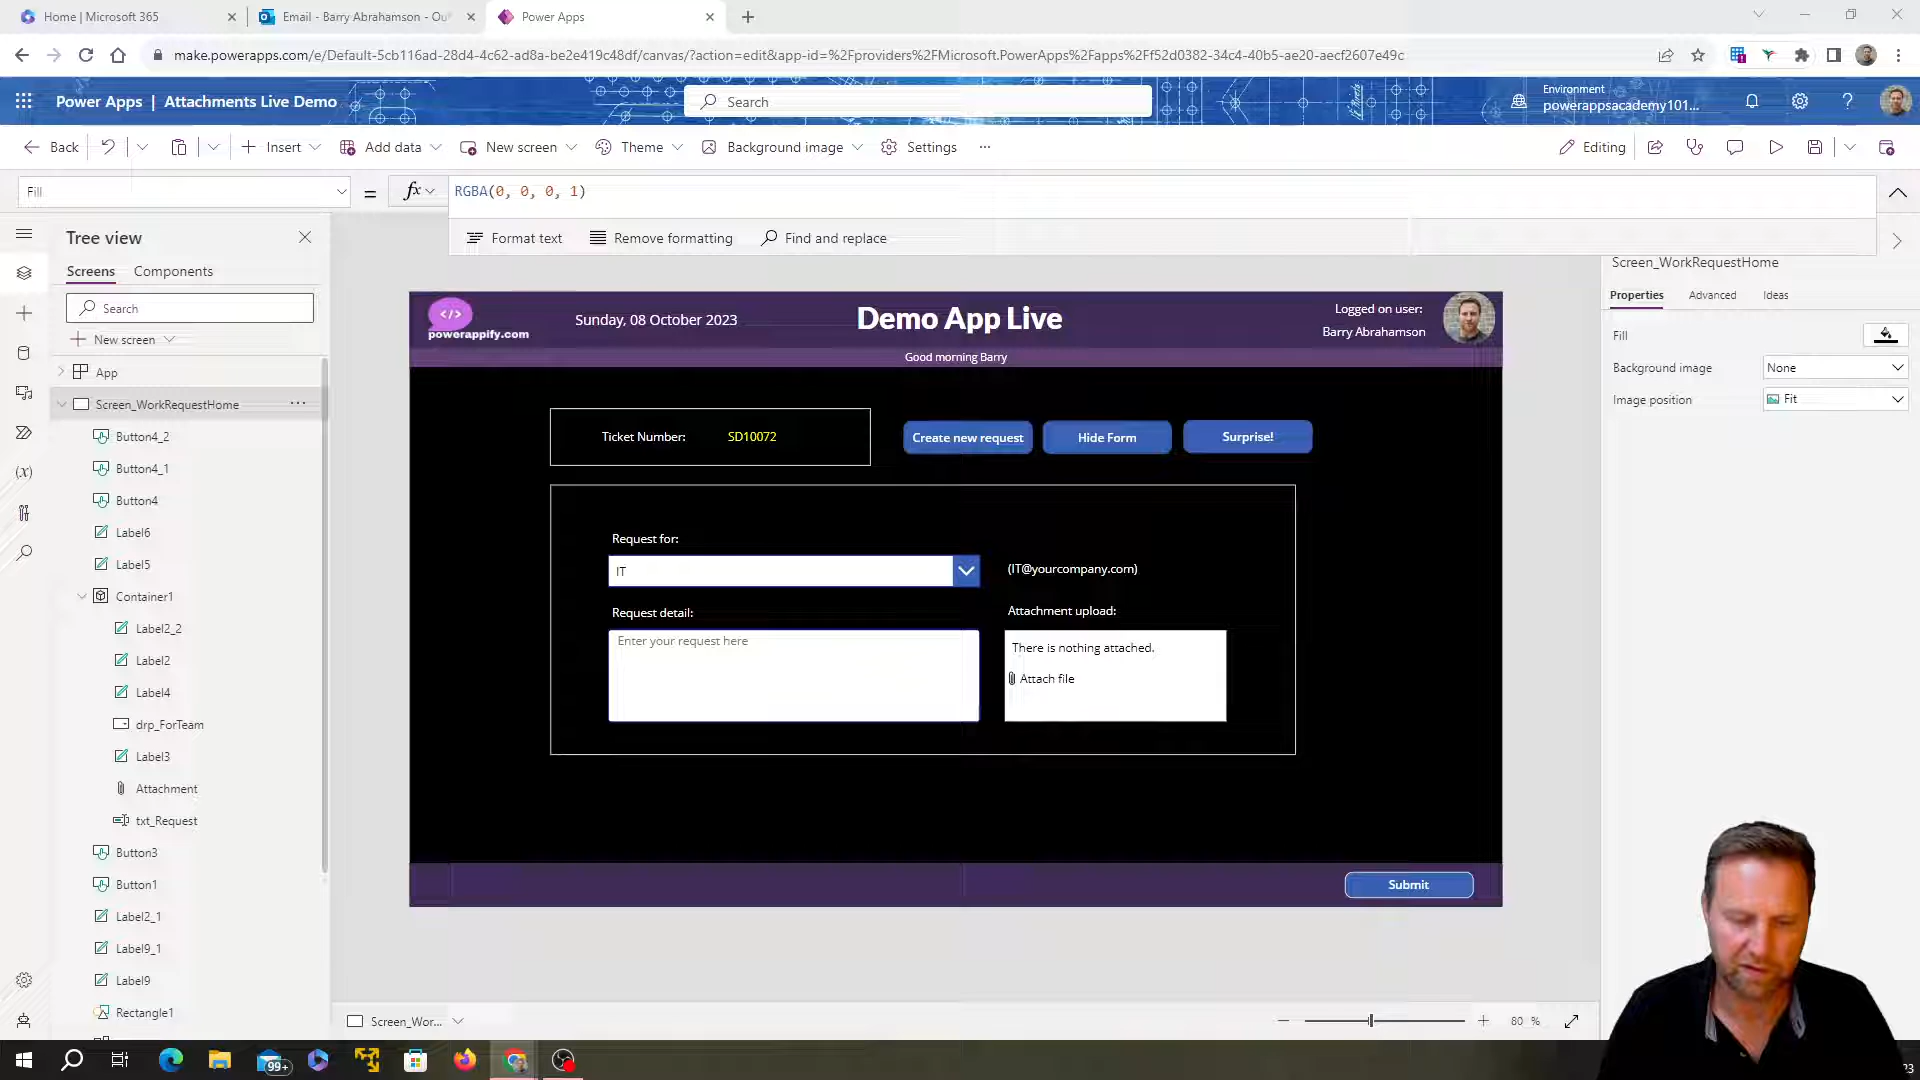 Home | Microsoft 365
Email - Barry Abrahamson - Ou
Power Apps
make.powerapps.com/e/Default-5cb116ad-28d4-4c62-ad8a-be2e419c48df/canvas/?action=edit&app-id=%2Fproviders%2FMicrosoft.PowerApps%2Fapps%2Ff52d0382-34c4-40b5-ae20-aecf2607e49c
Power Apps | Attachments Live Demo
Search
Environment
powerappsacademy101...
Back
Insert
Add data
New screen
Theme
Background image
Settings
...
Editing
Fill
=
fx
RGBA(0, 0, 0, 1)
Format text
Remove formatting
Find and replace
Tree view
Screens
Components
Search
New screen
App
Screen_WorkRequestHome
...
Button4_2
Button4_1
Button4
Label6
Label5
Container1
Label2_2
Label2
Label4
drp_ForTeam
Label3
Attachment
txt_Request
Button3
Button1
Label2_1
Label9_1
Label9
Rectangle1
</>
powerappify.com
Sunday, 08 October 2023
Demo App Live
Logged on user:
Barry Abrahamson
Good morning Barry
Ticket Number:
SD10072
Create new request
Hide Form
Surprise!
Request for:
IT
(IT@yourcompany.com)
Request detail:
Enter your request here
Attachment upload:
There is nothing attached.
Attach file
Submit
Screen_WorkRequestHome
Properties
Advanced
Ideas
Fill
Background image
None
Image position
Fit
Screen_Wor...
80 %
99+
23